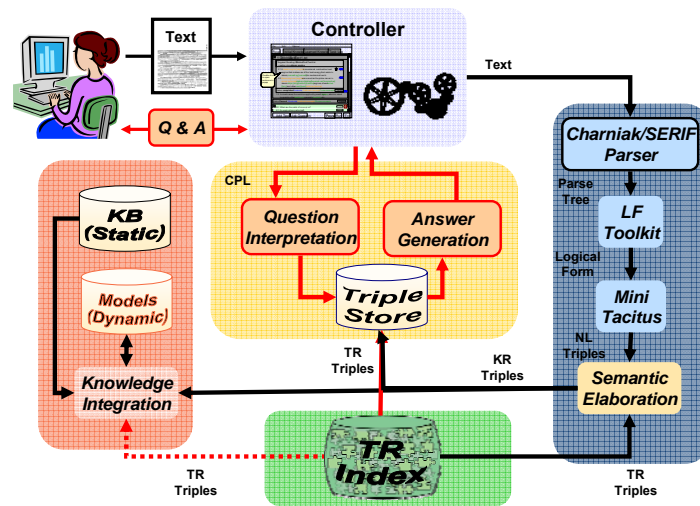 Controller
Text
Text
Q & A
Charniak/SERIF
Parser
CPL
Parse
Tree
KB
(Static)
Question
Interpretation
Answer
Generation
LF
Toolkit
Logical
Form
Models
(Dynamic)
Triple
Store
Mini
Tacitus
NL
Triples
TR
Triples
KR
Triples
Knowledge
Integration
Semantic
Elaboration
TR
Index
TR
Triples
TR
Triples